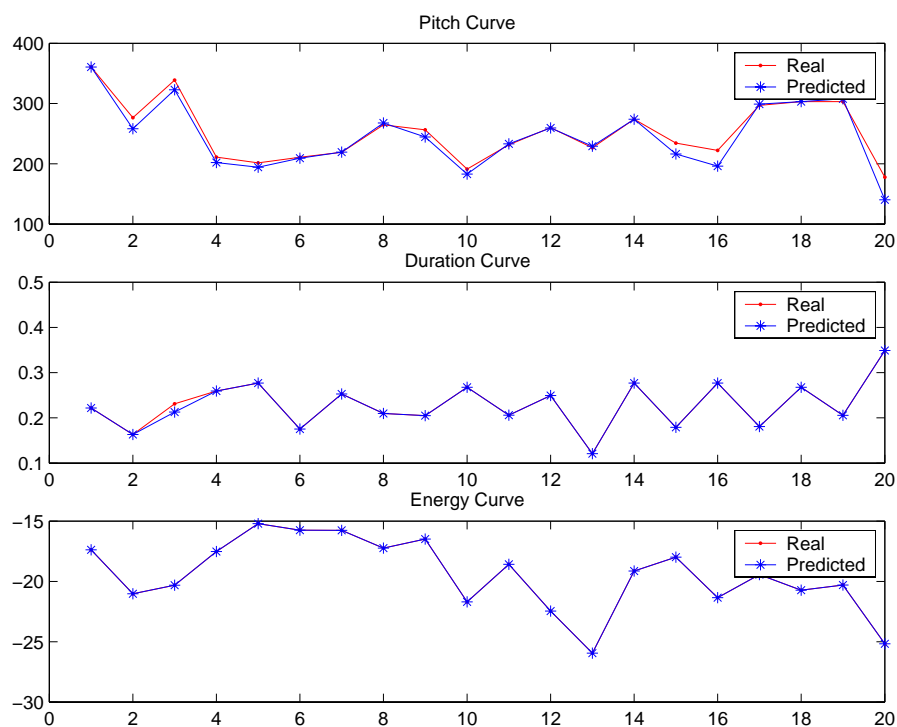 Pitch Curve
400
300
200
100
Real
Predicted
0 2 4 6 8 10 12 14 16 18 20
Duration Curve
0.5
0.4
0.3
0.2
0.1
Real
Predicted
0 2 4 6 8 10 12 14 16 18 20
Energy Curve
−15
−20
−25
−30
Real
Predicted
0 2 4 6 8 10 12 14 16 18 20